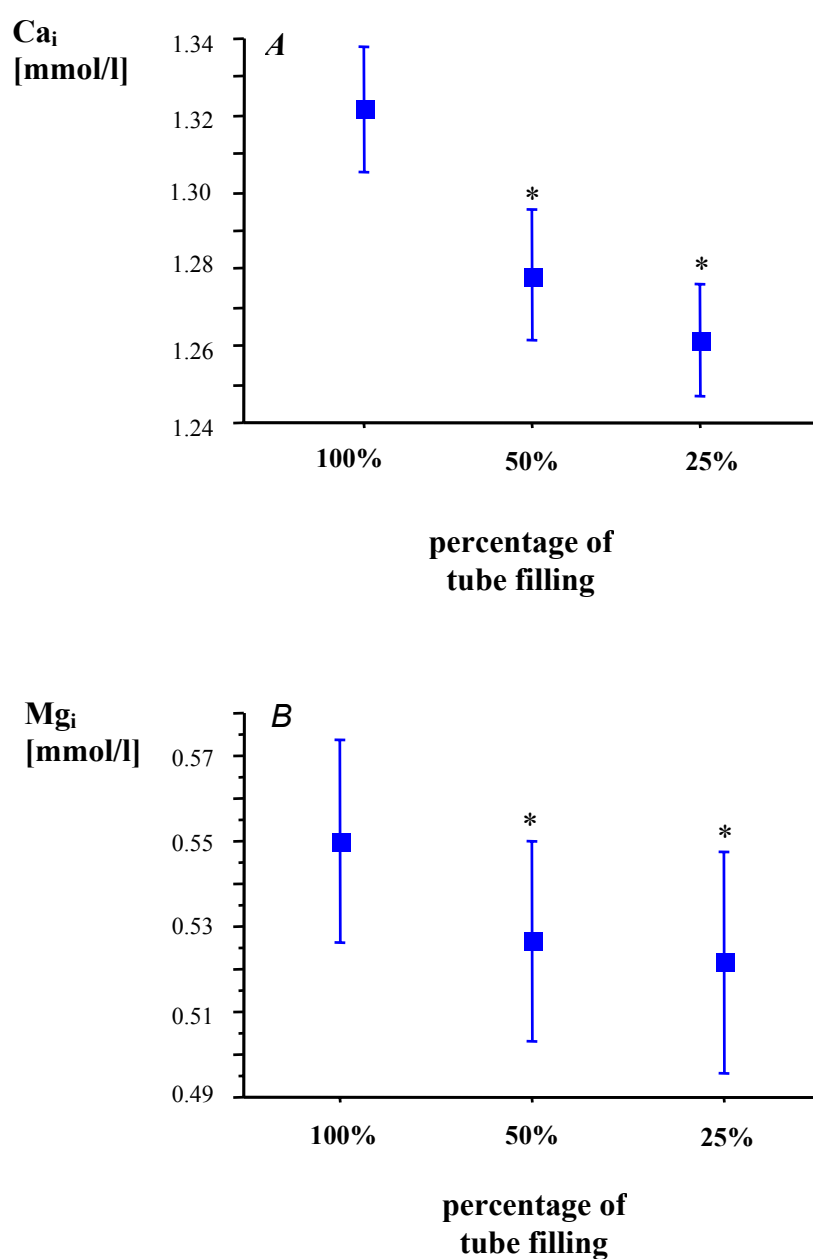 Caᵢ
[mmol/l]
A
1.34
1.32
1.30
1.28
1.26
1.24
*
*
100% 50% 25%
percentage of
tube filling
Mgᵢ
[mmol/l]
B
0.57
0.55
0.53
0.51
0.49
*
*
100% 50% 25%
percentage of
tube filling